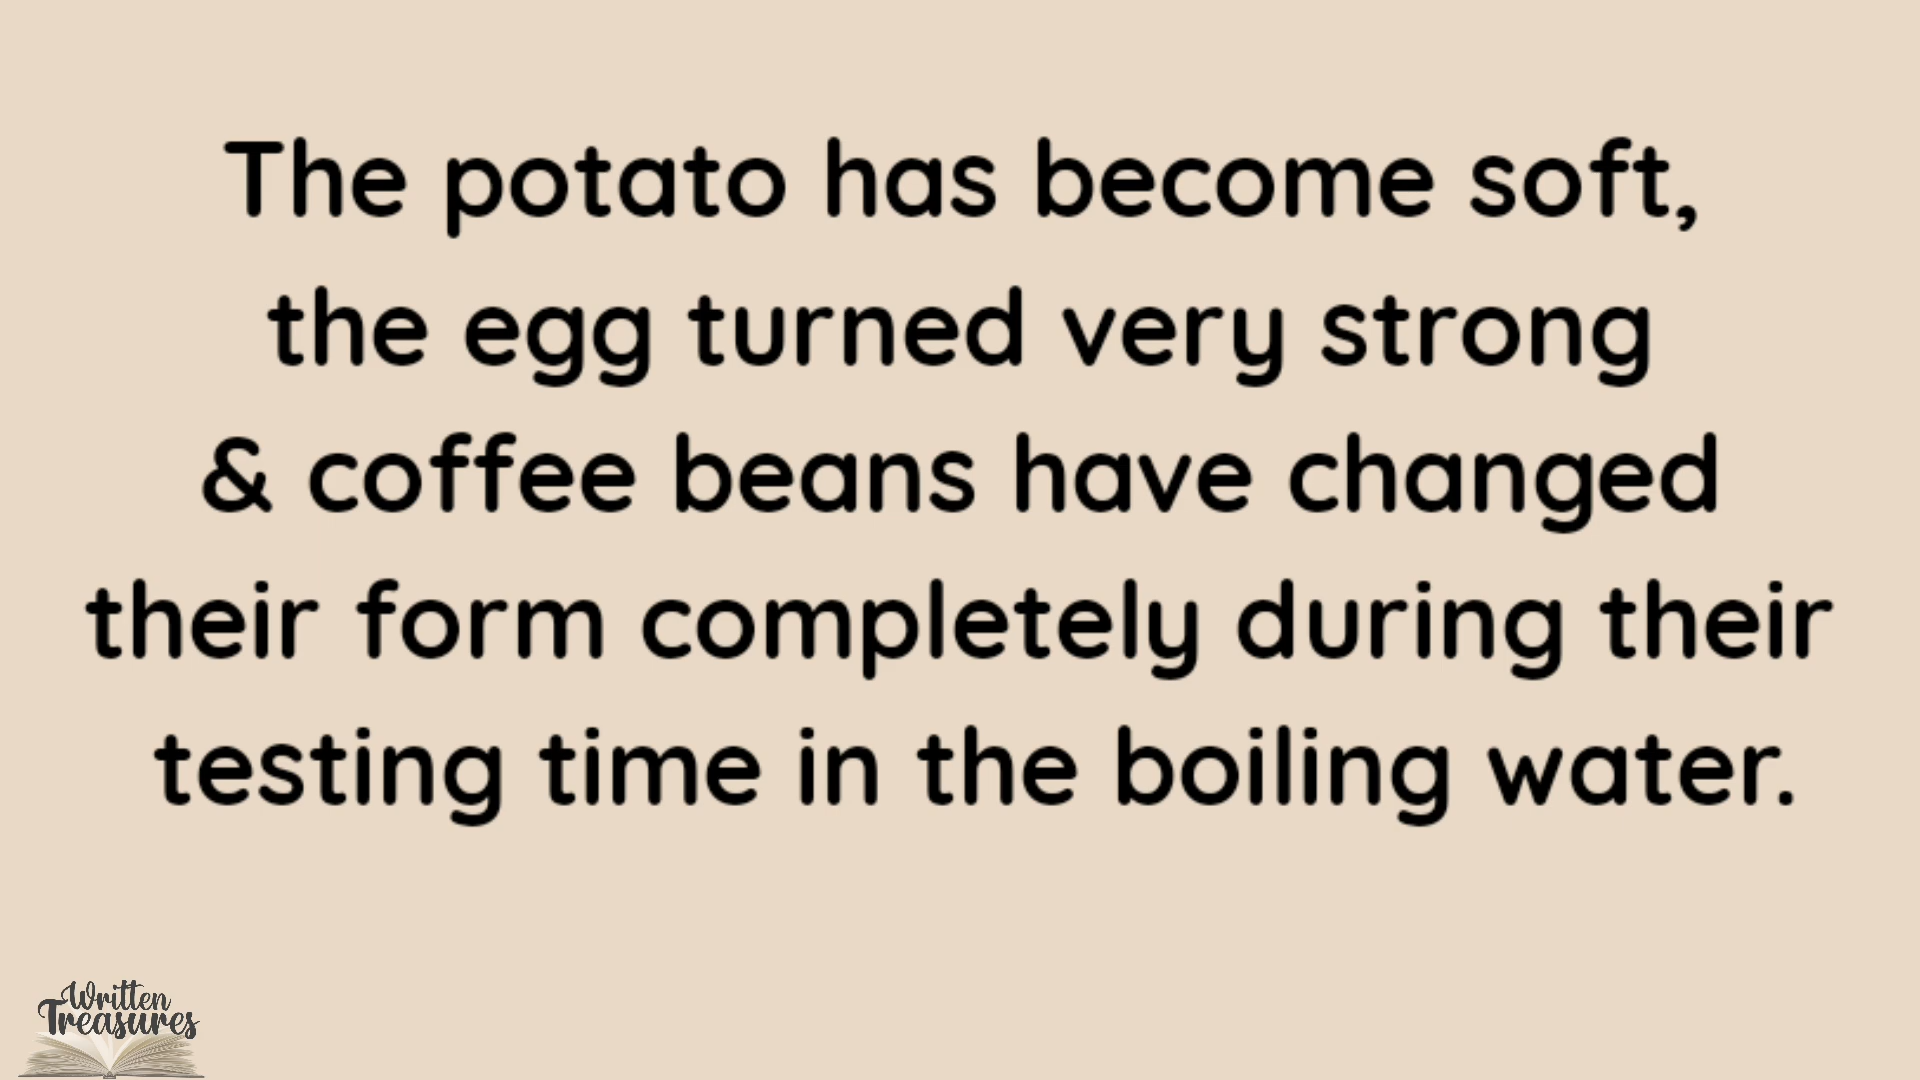 The potato has become soft,
the egg turned very strong
& coffee beans have changed
their form completely during their
testing time in the boiling water.
Written
Treasures